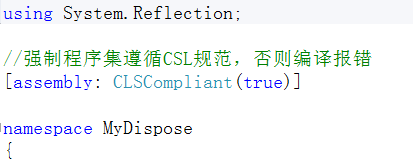 using System.Reflection;
//强制程序集遵循CSL规范，否则编译报错
[assembly: CLSCompliant(true)]
namespace MyDispose
{